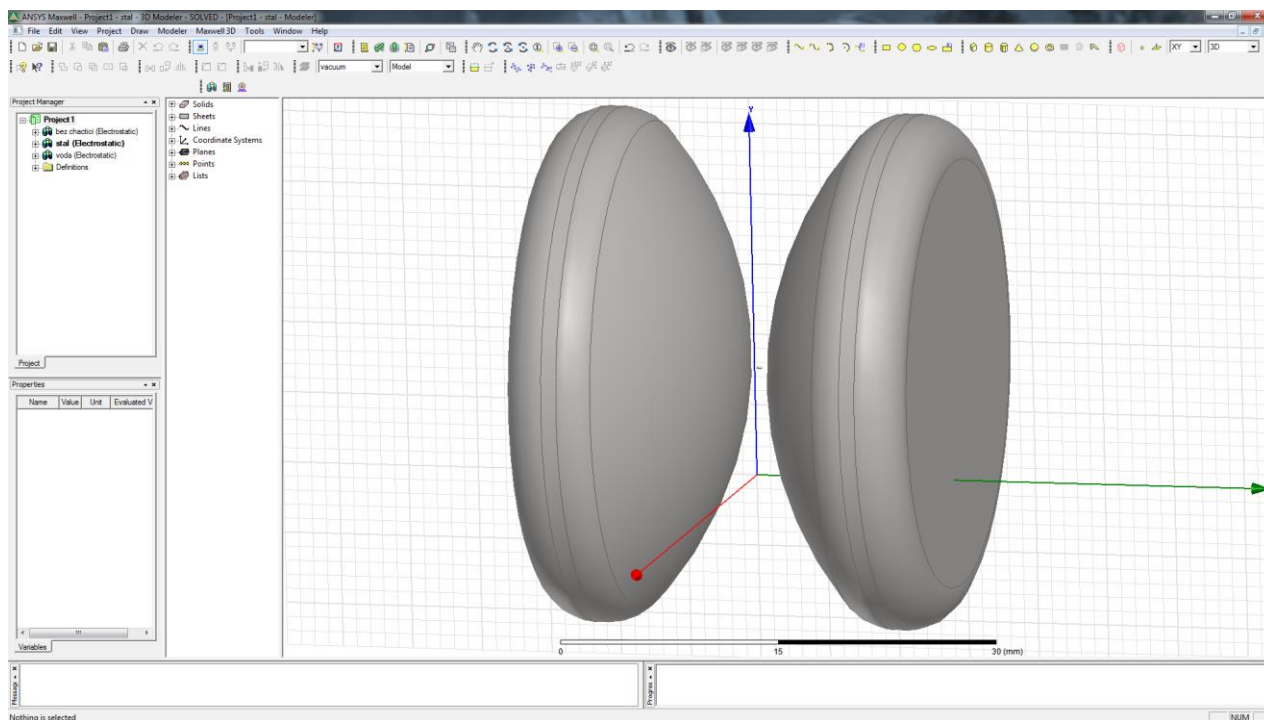 ANSYS Maxwell - Project1 - stal - 3D Modeler - SOLVED - [Project1 - stal - Modeler]
File Edit View Project Draw Modeler Maxwell 3D Tools Window Help
XY 3D
vacuum Model
Project Manager
Project1
bez chactici (Electrostatic)
stal (Electrostatic)
voda (Electrostatic)
Definitions
Project
Solids
Sheets
Lines
Coordinate Systems
Planes
Points
Lists
Properties
Name Value Unit Evaluated V
Variables
0 15 30 (mm)
Nothing is selected
NUM